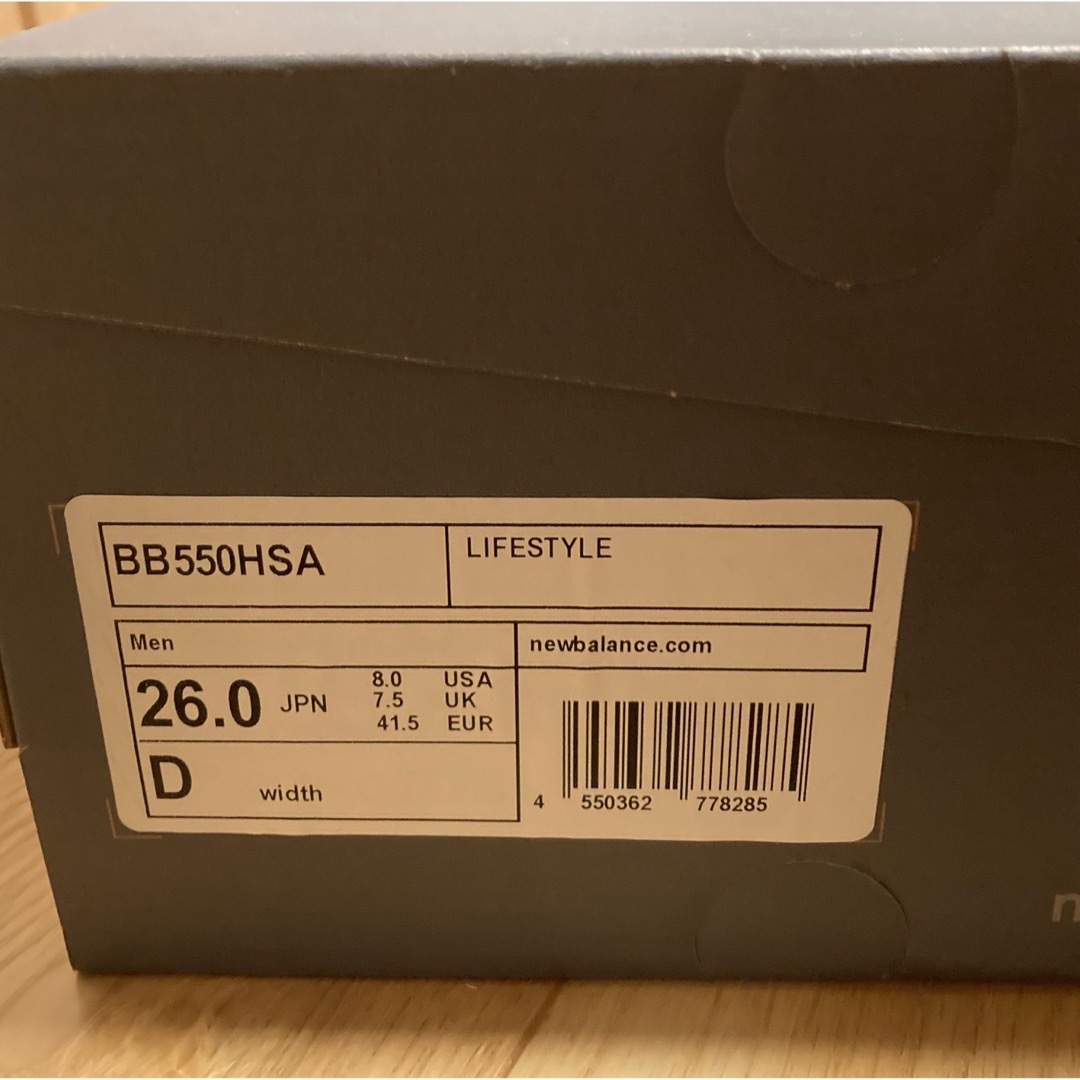 BB550HSA
LIFESTYLE
Men
newbalance.com
26.0 JPN
8.0 USA
7.5 UK
41.5 EUR
D width
4 550362 778285
n